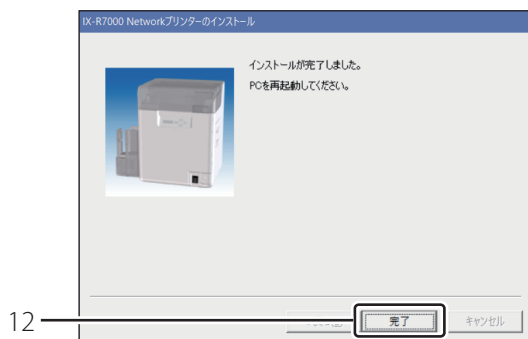 IX-R7000 Networkプリンターのインストール
インストールが完了しました。
PCを再起動してください。
12
完了
キャンセル